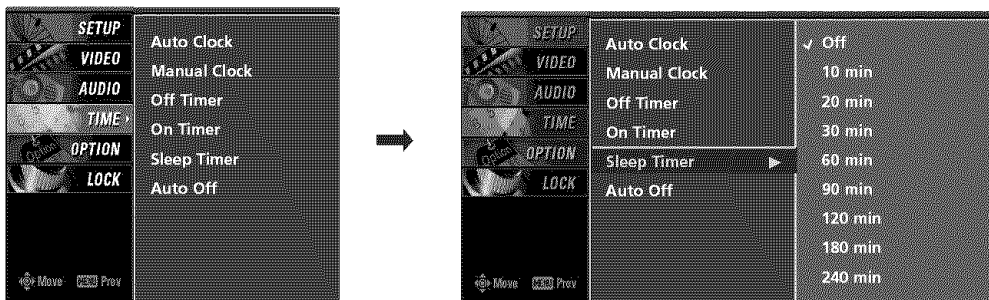 SETUP
VIDEO
AUDIO
TIME
OPTION
LOCK
Move MENU Prev
Auto Clock
Manual Clock
Off Timer
On Timer
Sleep Timer
Auto Off
SETUP
VIDEO
AUDIO
TIME
OPTION
LOCK
Move MENU Prev
Auto Clock
Manual Clock
Off Timer
On Timer
Sleep Timer
Auto Off
Off
10 min
20 min
30 min
60 min
90 min
120 min
180 min
240 min